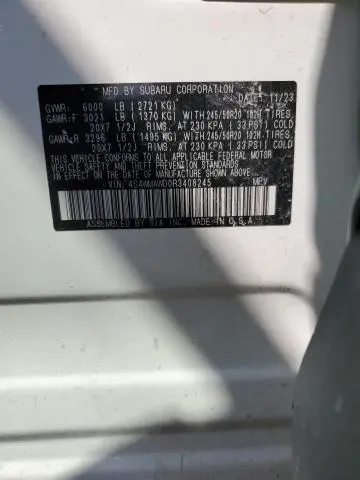 MFD BY SUBARU CORPORATION
DATE: 11/23
GVWR: 6000 LB (2721 KG)
GAWR:F 3021 LB (1370 KG) WITH 245/50R20 102H TIRES,
20X7 1/2J RIMS, AT 230 KPA (33 PSI) COLD
GAWR:R 3296 LB (1495 KG) WITH 245/50R20 102H TIRES,
20X7 1/2J RIMS, AT 230 KPA (33 PSI) COLD
THIS VEHICLE CONFORMS TO ALL APPLICABLE FEDERAL MOTOR
VEHICLE SAFETY AND THEFT PREVENTION STANDARDS IN
EFFECT ON THE DATE OF MANUFACTURE SHOWN ABOVE.
VIN: 4S4WMAWD0R3408245 MPV
ASSEMBLED BY SIA INC. MADE IN U.S.A.